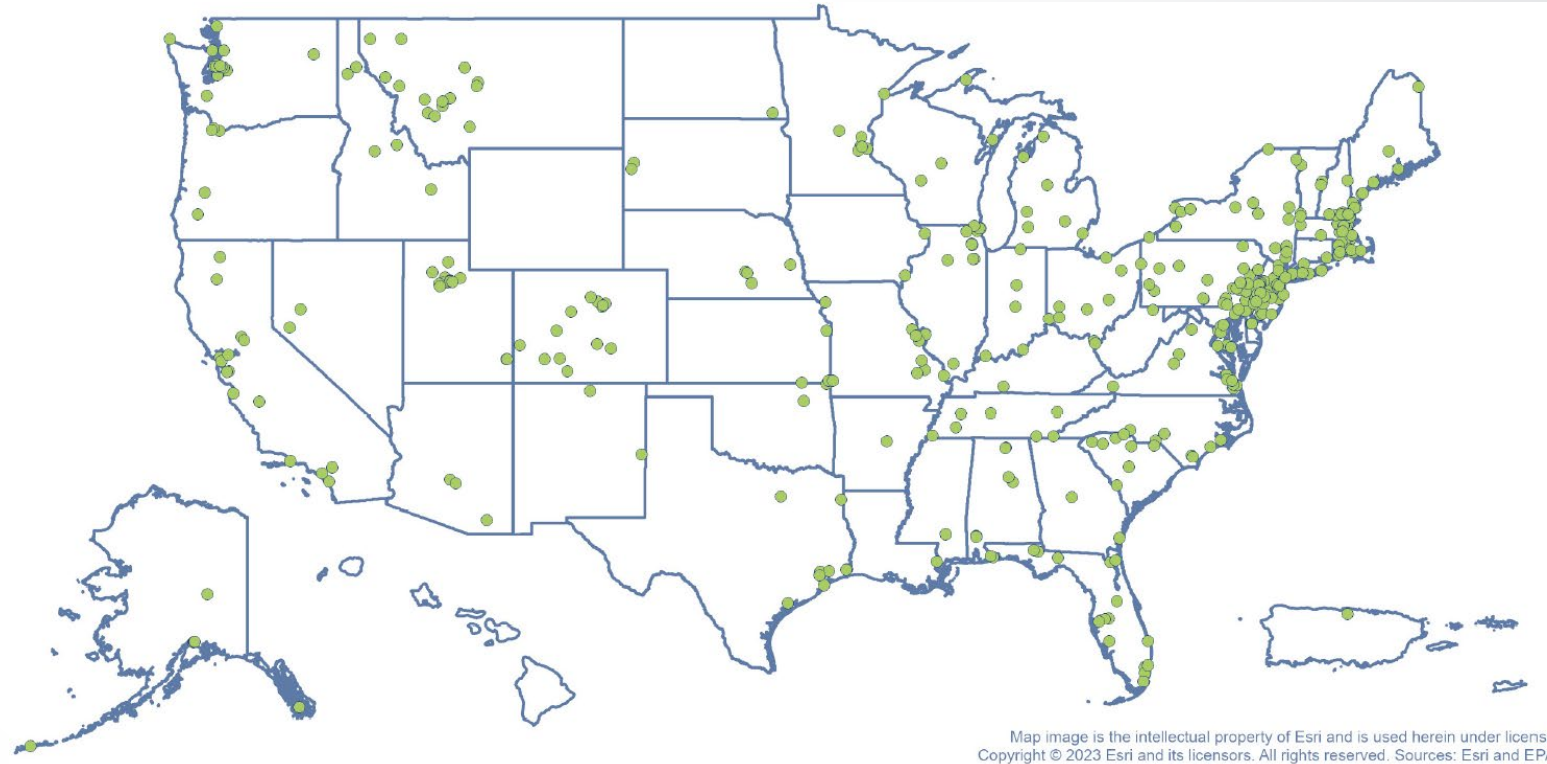 Map image is the intellectual property of Esri and is used herein under licens
Copyright © 2023 Esri and its licensors. All rights reserved. Sources: Esri and EPA